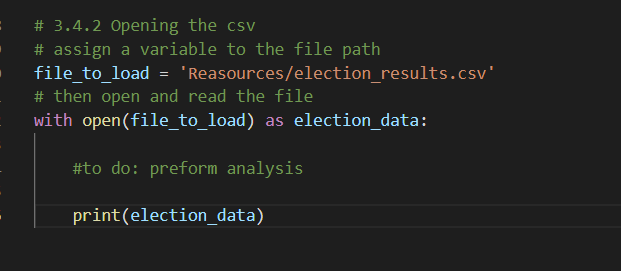 # 3.4.2 Opening the csv
# assign a variable to the file path
file_to_load = 'Reasources/election_results.csv'
# then open and read the file
with open(file_to_load) as election_data:
#to do: preform analysis
print(election_data)